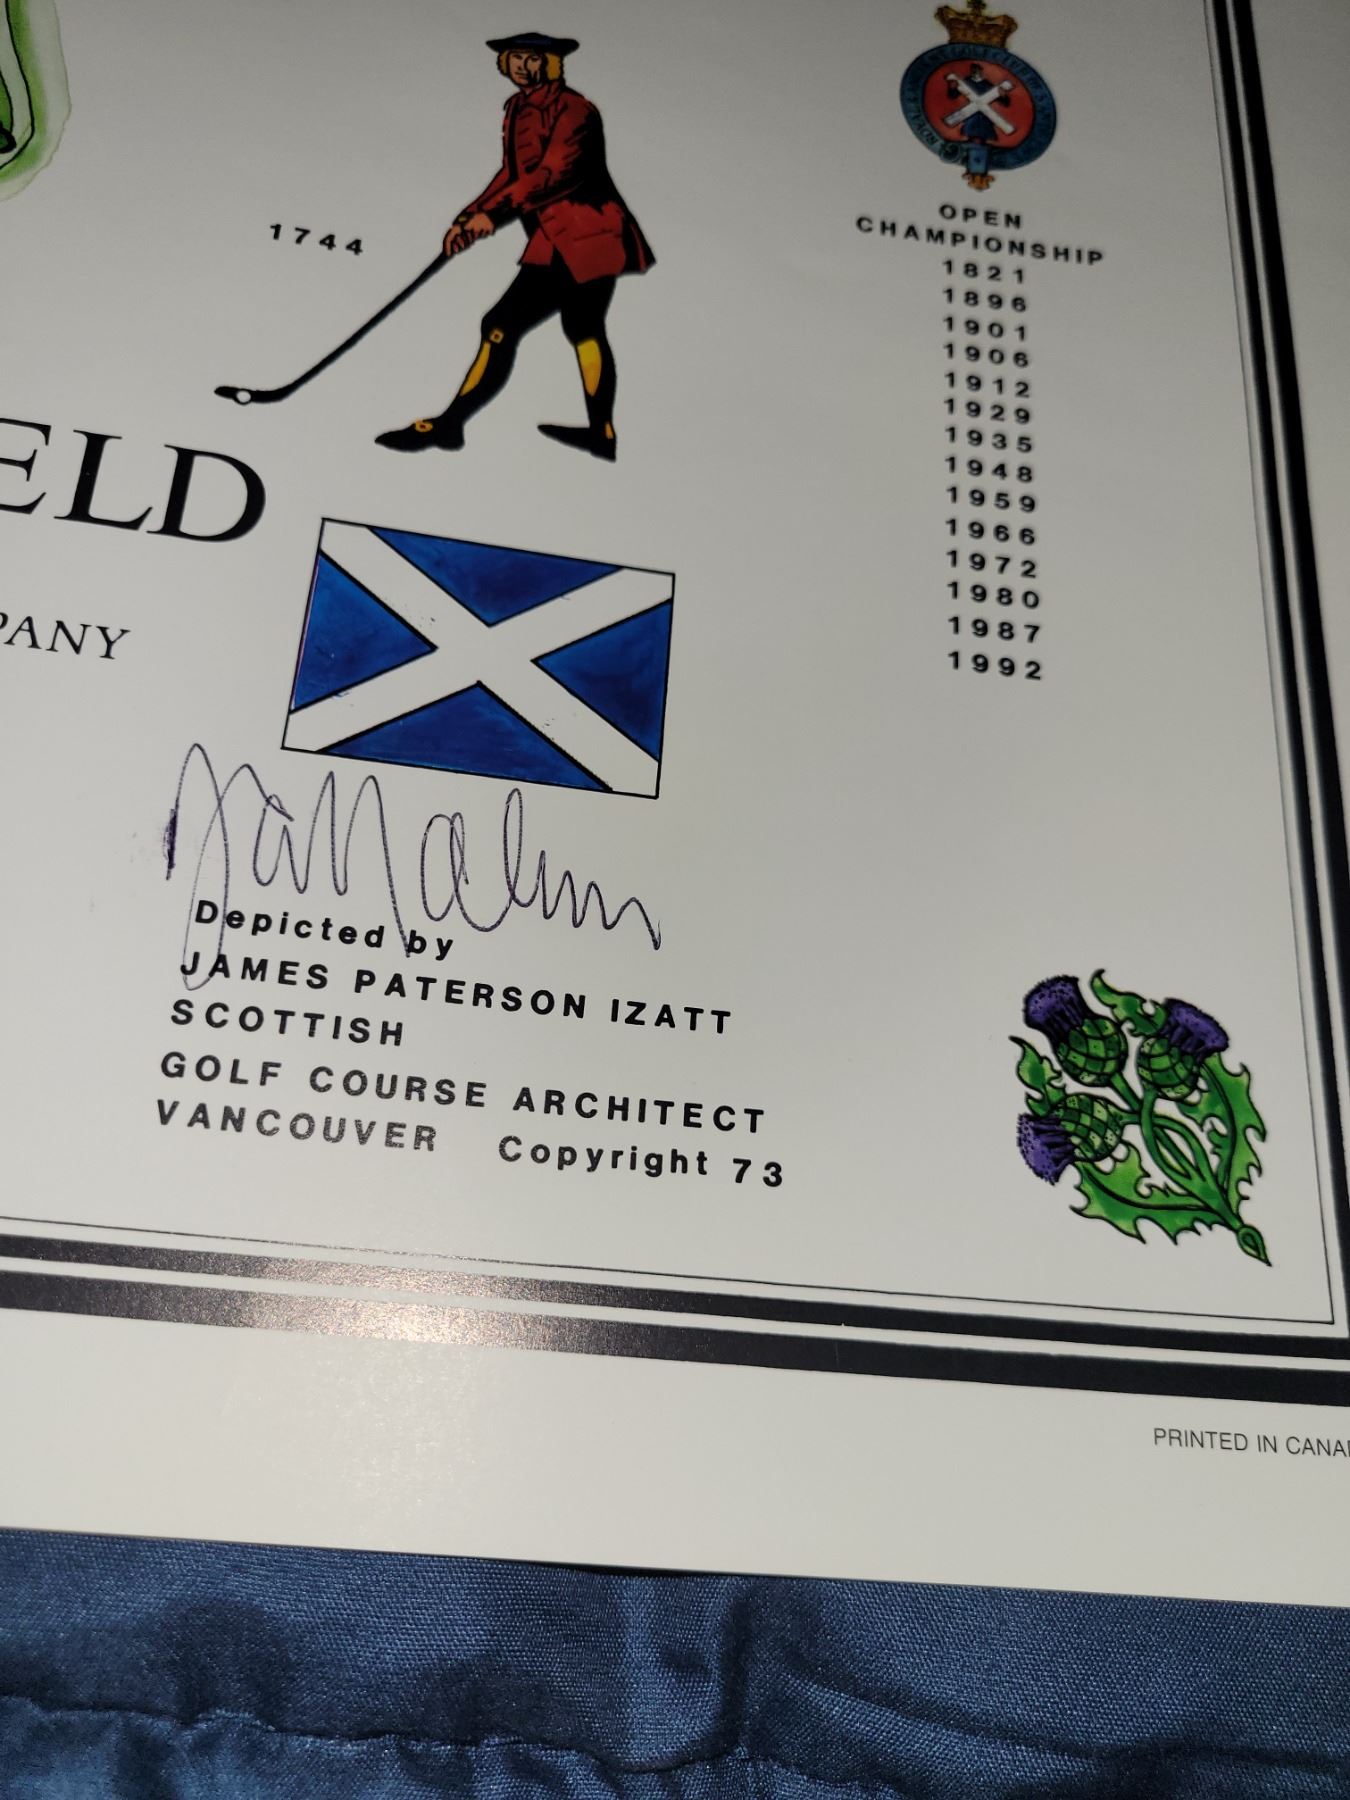 1744
OPEN
CHAMPIONSHIP
1821
1896
1901
1906
1912
1929
1935
1948
1959
1966
1972
1980
1987
1992
ELD
PANY
Depicted by
JAMES PATERSON IZATT
SCOTTISH
GOLF COURSE ARCHITECT
VANCOUVER Copyright 73
PRINTED IN CANA